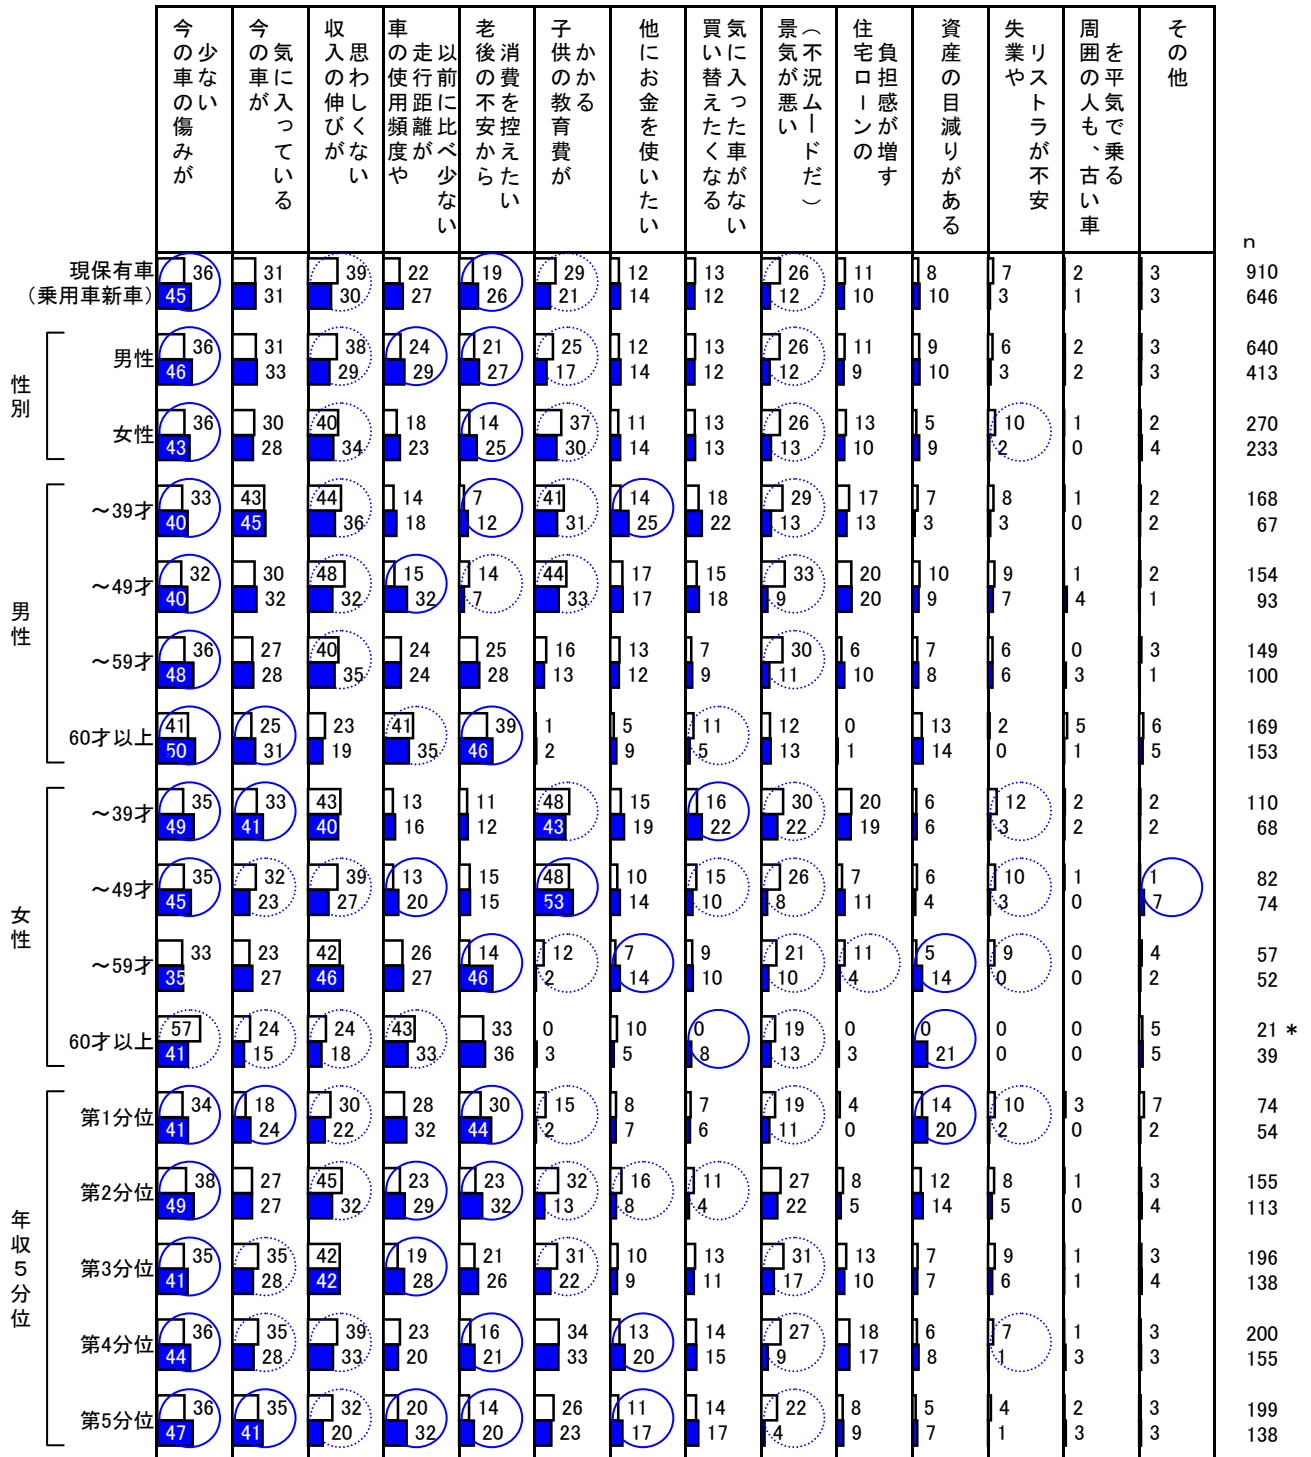 今の車の傷みが
少ない
今の車が
気に入っている
収入の伸びが
思わしくない
車の使用頻度や
走行距離が
以前に比べ少ない
老後の不安から
消費を控えたい
子供の教育費が
かかる
他にお金を使いたい
買い替えたくなる
気に入った車がない
景気が悪い
（不況ムードだ）
住宅ローンの
負担感が増す
資産の目減りがある
失業や
リストラが不安
周囲の人も、古い車
を平気で乗る
その他
n
現保有車 36 31 39 22 19 29 12 13 26 11 8 7 2 3 910
（乗用車新車） 45 31 30 27 26 21 14 12 12 10 10 3 1 3 646
性別
男性 36 31 38 24 21 25 12 13 26 11 9 6 2 3 640
46 33 29 29 27 17 14 12 12 9 10 3 2 3 413
女性 36 30 40 18 14 37 11 13 26 13 5 10 1 2 270
43 28 34 23 25 30 14 13 13 10 9 2 0 4 233
男性
～39才 33 43 44 14 7 41 14 18 29 17 7 8 1 2 168
40 45 36 18 12 31 25 22 13 13 3 3 0 2 67
～49才 32 30 48 15 14 44 17 15 33 20 10 9 1 2 154
40 32 32 32 7 33 17 18 9 20 9 7 4 1 93
～59才 36 27 40 24 25 16 13 7 30 6 7 6 0 3 149
48 28 35 24 28 13 12 9 11 10 8 6 3 1 100
60才以上 41 25 23 41 39 1 5 11 12 0 13 2 5 6 169
50 31 19 35 46 2 9 5 13 1 14 0 1 5 153
女性
～39才 35 33 43 13 11 48 15 16 30 20 6 12 2 2 110
49 41 40 16 12 43 19 22 22 19 6 3 2 2 68
～49才 35 32 39 13 15 48 10 15 26 7 6 10 1 1 82
45 23 27 20 15 53 14 10 8 11 4 3 0 7 74
～59才 33 23 42 26 14 12 7 9 21 11 5 9 0 4 57
35 27 46 27 46 2 14 10 10 4 14 0 0 2 52
60才以上 57 24 24 43 33 0 10 0 19 0 0 0 0 5 21 *
41 15 18 33 36 3 5 8 13 3 21 0 0 5 39
年収5分位
第1分位 34 18 30 28 30 15 8 7 19 4 14 10 3 7 74
41 24 22 32 44 2 7 6 11 0 20 2 0 2 54
第2分位 38 27 45 23 23 32 16 11 27 8 12 8 1 3 155
49 27 32 29 32 13 8 4 22 5 14 5 0 4 113
第3分位 35 35 42 19 21 31 10 13 31 13 7 9 1 3 196
41 28 42 28 26 22 9 11 17 10 7 6 1 4 138
第4分位 36 35 39 23 16 34 13 14 27 18 6 7 1 3 200
44 28 33 20 21 33 20 15 9 17 8 1 3 3 155
第5分位 36 35 32 20 14 26 11 14 22 8 5 4 2 3 199
47 41 20 32 20 23 17 17 4 9 7 1 3 3 138